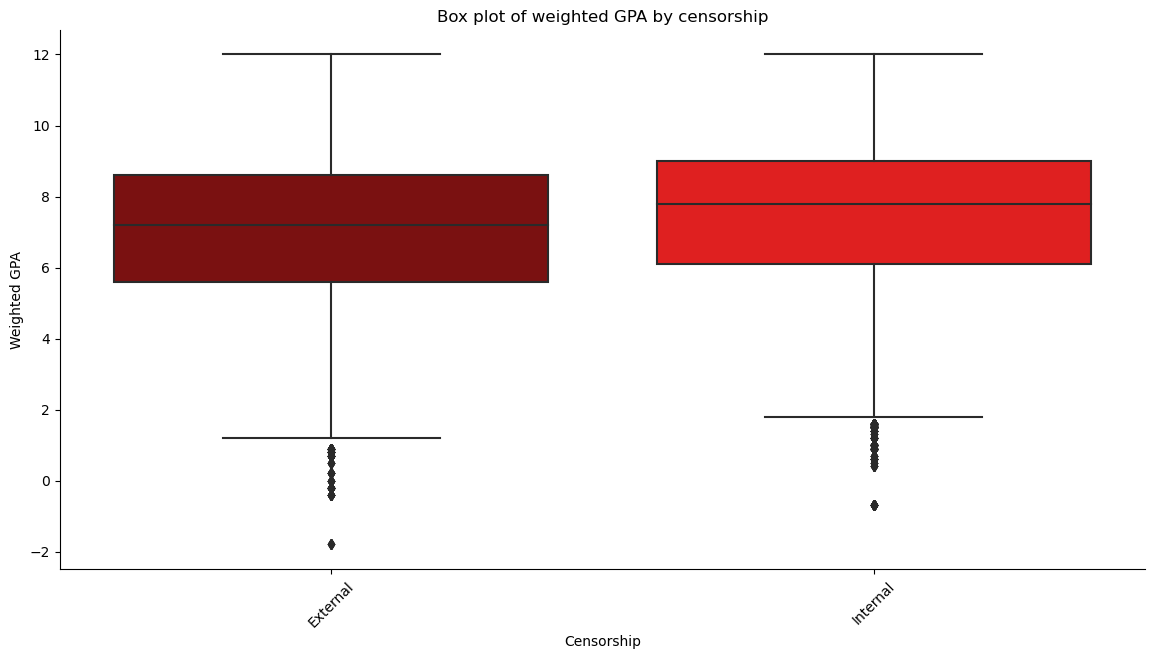 Box plot of weighted GPA by censorship
Weighted GPA
12
10
8
6
4
2
0
−2
External
Internal
Censorship